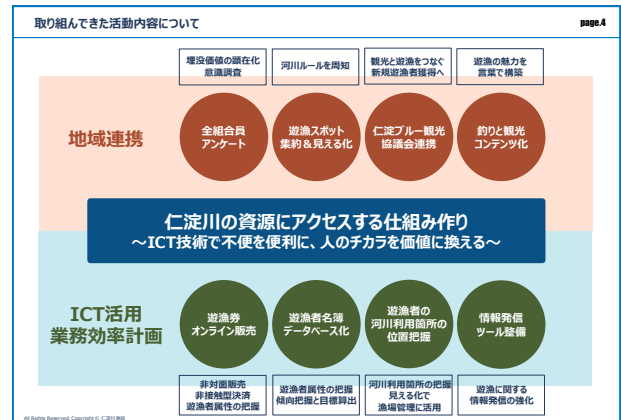 取り組んできた活動内容について
page.4
埋没価値の顕在化
意識調査
河川ルールを周知
観光と遊漁をつなぐ
新規遊漁者獲得へ
遊漁の魅力を
言葉で構築
地域連携
全組合員
アンケート
遊漁スポット
集約&見える化
仁淀ブルー観光
協議会連携
釣りと観光
コンテンツ化
仁淀川の資源にアクセスする仕組み作り
～ICT技術で不便を便利に、人のチカラを価値に換える～
ICT活用
業務効率計画
遊漁券
オンライン販売
遊漁者名簿
データベース化
遊漁者の
河川利用箇所の
位置把握
情報発信
ツール整備
非対面販売
非接触型決済
遊漁者属性の把握
遊漁者属性の把握
傾向把握と目標算出
河川利用箇所の把握
見える化で
漁場管理に活用
遊漁に関する
情報発信の強化
All Rights Reserved. Copyright © 仁淀川漁協